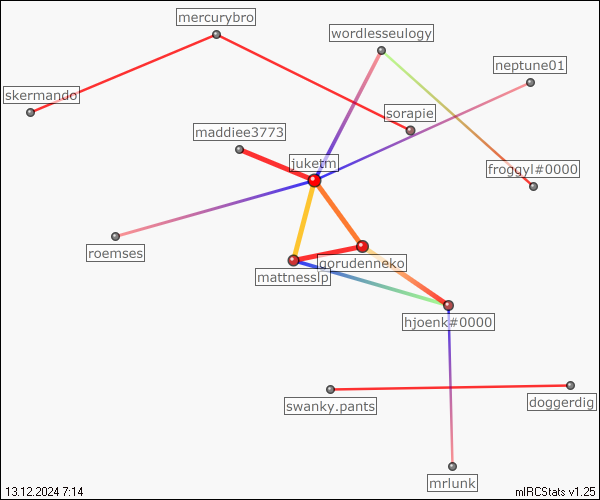 mercurybro
wordlesseulogy
neptune01
skermando
sorapie
maddiee3773
juketm
froggyl#0000
roemses
gorudenneko
mattnesslp
hjoenk#0000
swanky.pants
doggerdig
mrlunk
13.12.2024 7:14
mIRCStats v1.25